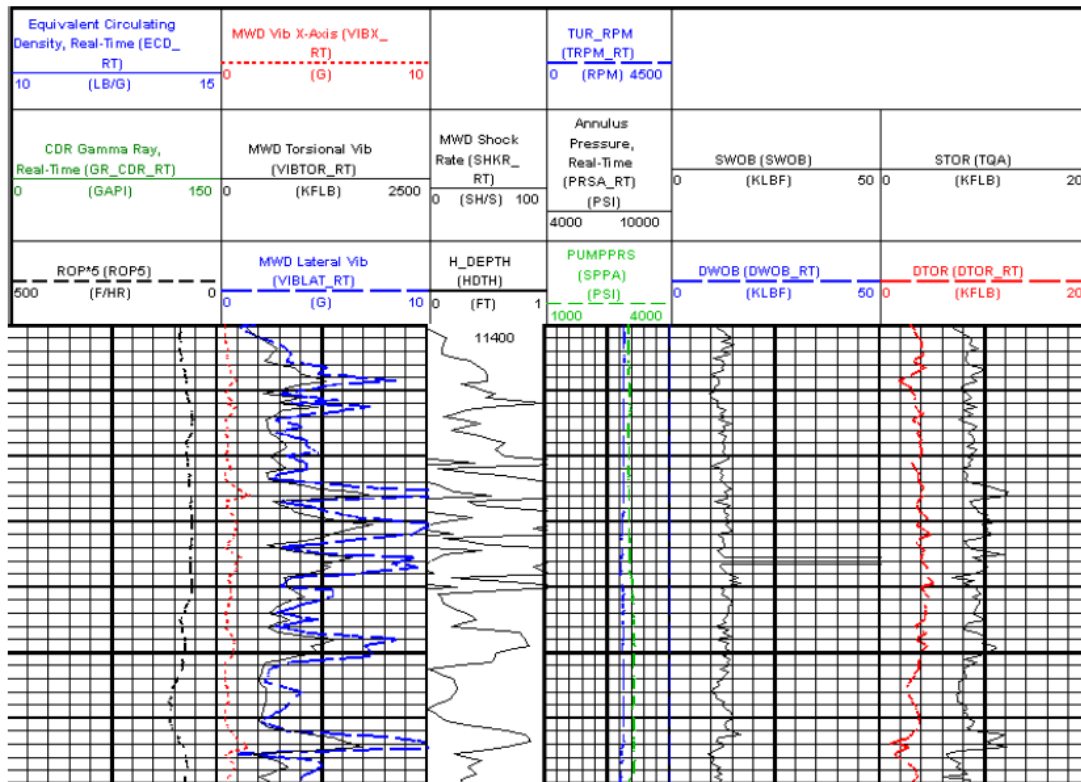 Equivalent Circulating
Density, Real-Time (ECD_
RT)
10 (LB/G) 15
MWD Vib X-Axis (VIBX_
RT)
0 (G) 10
TUR_RPM
(TRPM_RT)
0 (RPM) 4500
CDR Gamma Ray,
Real-Time (GR_CDR_RT)
0 (GAPI) 150
MWD Torsional Vib
(VIBTOR_RT)
0 (KFLB) 2500
MWD Shock
Rate (SHKR_
RT)
0 (SH/S) 100
Annulus
Pressure,
Real-Time
(PRSA_RT)
(PSI)
4000 10000
SWOB (SWOB)
0 (KLBF) 50
STOR (TQA)
0 (KFLB) 20
ROP*5 (ROP5)
500 (F/HR) 0
MWD Lateral Vib
(VIBLAT_RT)
0 (G) 10
H_DEPTH
(HDTH)
0 (FT) 1
PUMPPRS
(SPPA)
(PSI)
1000 4000
DWOB (DWOB_RT)
0 (KLBF) 50
DTOR (DTOR_RT)
0 (KFLB) 20
11400